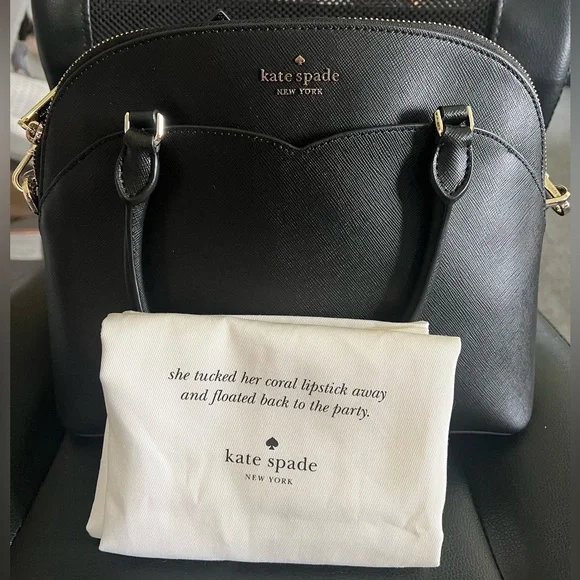 kate spade
NEW YORK
she tucked her coral lipstick away
and floated back to the party.
kate spade
NEW YORK